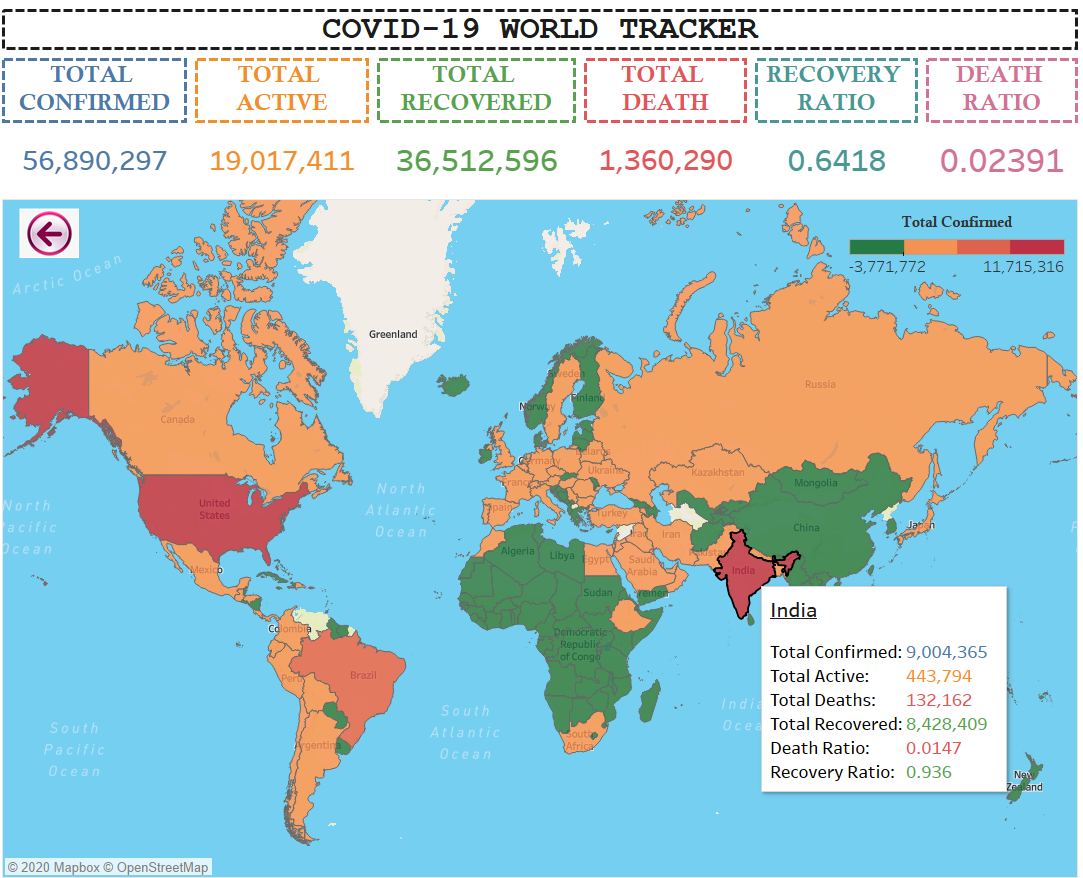 COVID-19 WORLD TRACKER
TOTAL CONFIRMED
TOTAL ACTIVE
TOTAL RECOVERED
TOTAL DEATH
RECOVERY RATIO
DEATH RATIO
56,890,297
19,017,411
36,512,596
1,360,290
0.6418
0.02391
Total Confirmed
-3,771,772
11,715,316
Arctic Ocean
Greenland
Sweden
Finland
Norway
Russia
Canada
Belarus
Germany
Ukraine
France
Kazakhstan
Mongolia
Spain
Turkey
China
Japan
North
Pacific
Ocean
North
Atlantic
Ocean
United
States
Algeria
Libya
Egypt
Iraq
Iran
Pakistan
Saudi
Arabia
India
Mexico
Sudan
Yemen
Colombia
Democratic
Republic
of Congo
Peru
Brazil
South
Atlantic
Ocean
South
Pacific
Ocean
Argentina
South
Africa
India
Total Confirmed: 9,004,365
Total Active: 443,794
Total Deaths: 132,162
Total Recovered: 8,428,409
Death Ratio: 0.0147
Recovery Ratio: 0.936
New
Zealand
© 2020 Mapbox © OpenStreetMap